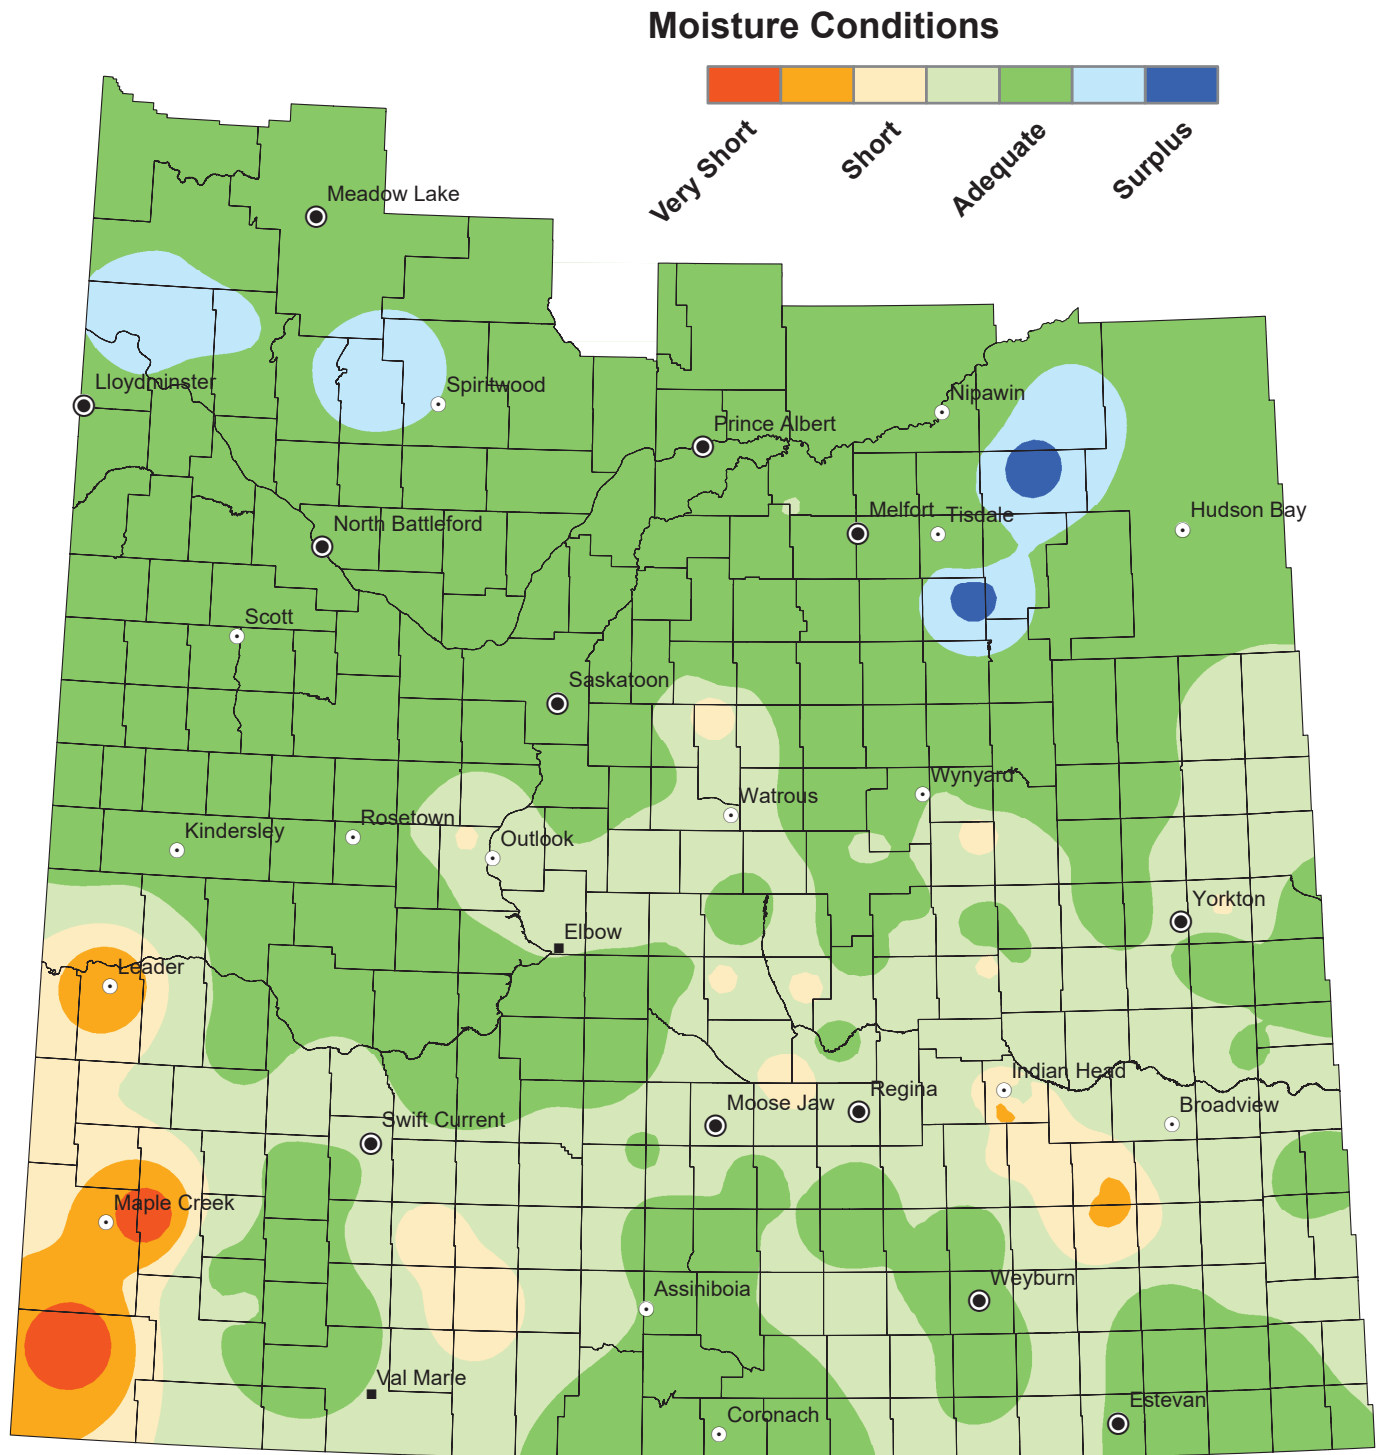 Moisture Conditions
Very Short
Short
Adequate
Surplus
Meadow Lake
Lloydminster
Spiritwood
Nipawin
Prince Albert
North Battleford
Melfort
Tisdale
Hudson Bay
Scott
Saskatoon
Wynyard
Watrous
Rosetown
Kindersley
Outlook
Yorkton
Elbow
Leader
Indian Head
Regina
Moose Jaw
Broadview
Swift Current
Maple Creek
Weyburn
Assiniboia
Val Marie
Estevan
Coronach